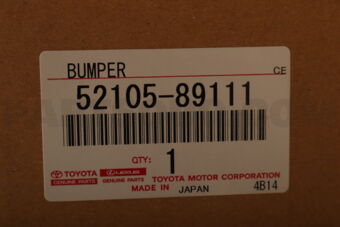 BUMPER
CE
52105-89111
QTY:
1
TOYOTA LEXUS TOYOTA MOTOR CORPORATION
GENUINE PARTS GENUINE PARTS
MADE IN JAPAN 4B14